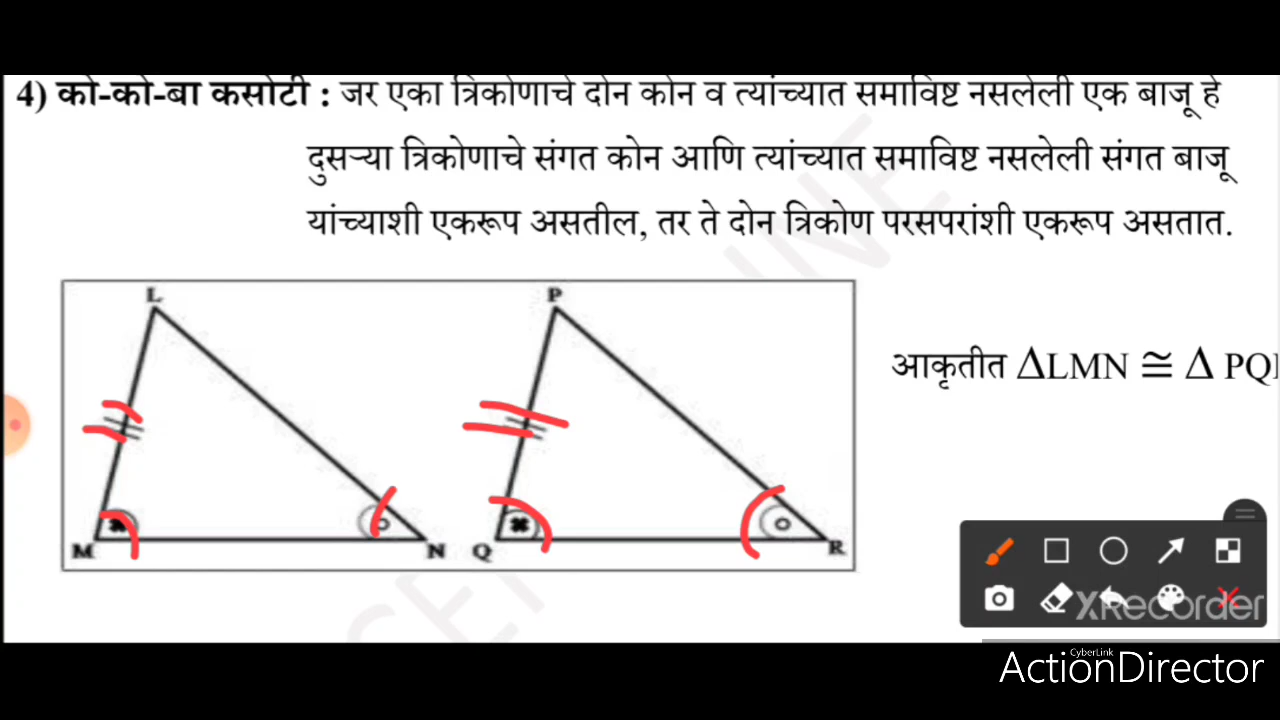 4) को-को-बा कसोटी : जर एका त्रिकोणाचे दोन कोन व त्यांच्यात समाविष्ट नसलेली एक बाजू हे
दुसऱ्या त्रिकोणाचे संगत कोन आणि त्यांच्यात समाविष्ट नसलेली संगत बाजू
यांच्याशी एकरूप असतील, तर ते दोन त्रिकोण परसपरांशी एकरूप असतात.
L P
आकृतीत ΔLMN ≅ Δ PQ
M N Q R
XRecorder
CyberLink
ActionDirector